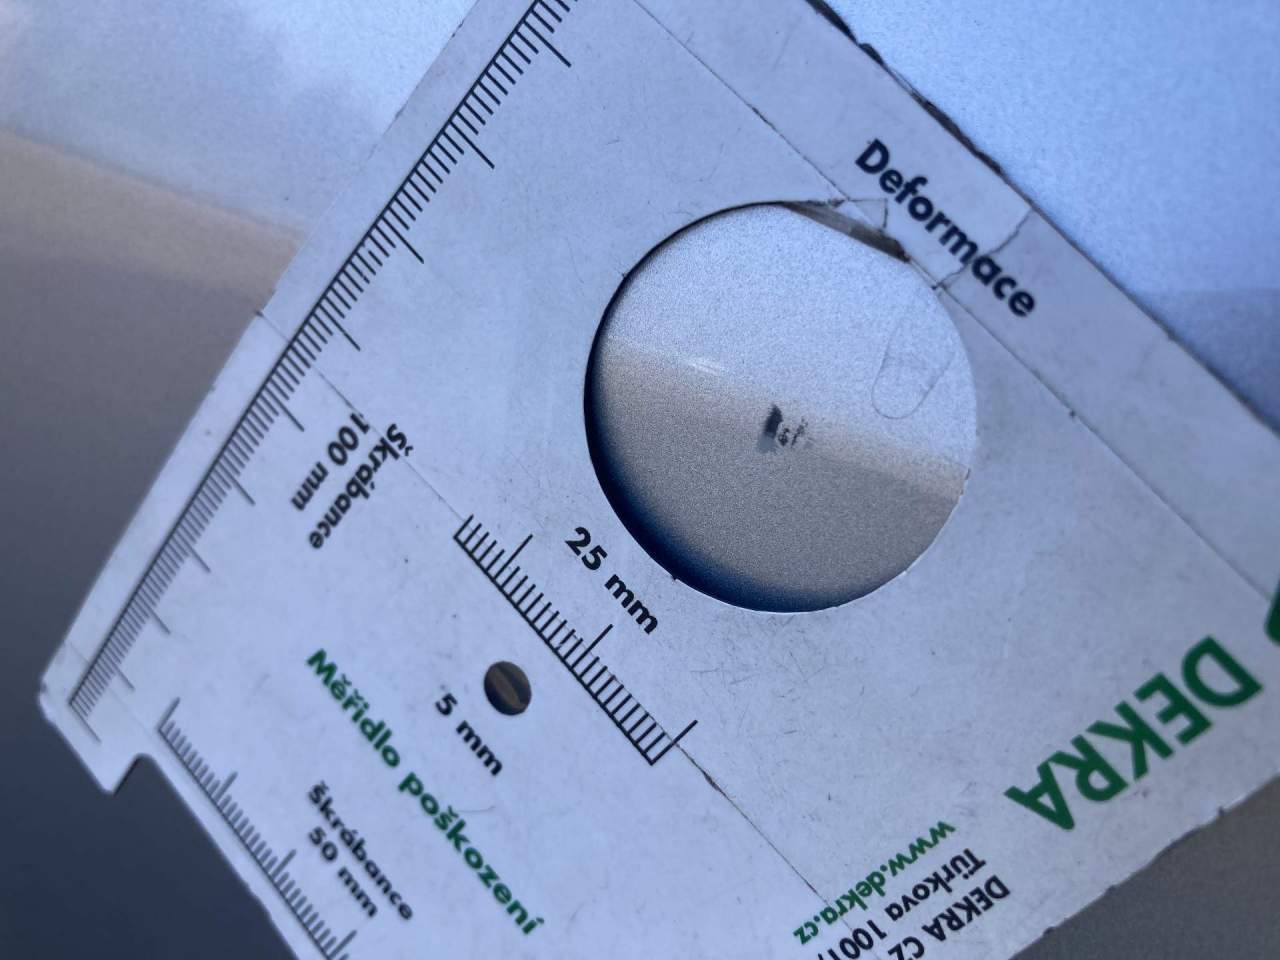 Deformace
Škrábance
100 mm
25 mm
5 mm
Měřidlo poškození
škrábance
50 mm
DEKRA
DEKRA CZ
Türkova 1001,
www.dekra.cz